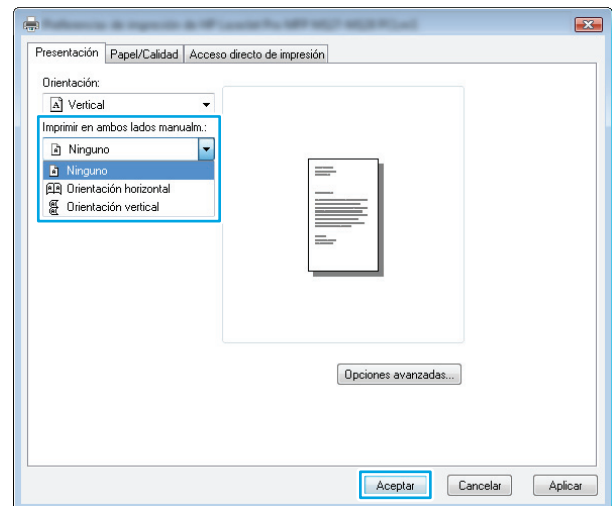 Presentación Papel/Calidad Acceso directo de impresión
Orientación:
A Vertical
Imprimir en ambos lados manualm.:
Ninguno
Ninguno
Orientación horizontal
Orientación vertical
Opciones avanzadas...
Aceptar Cancelar Aplicar